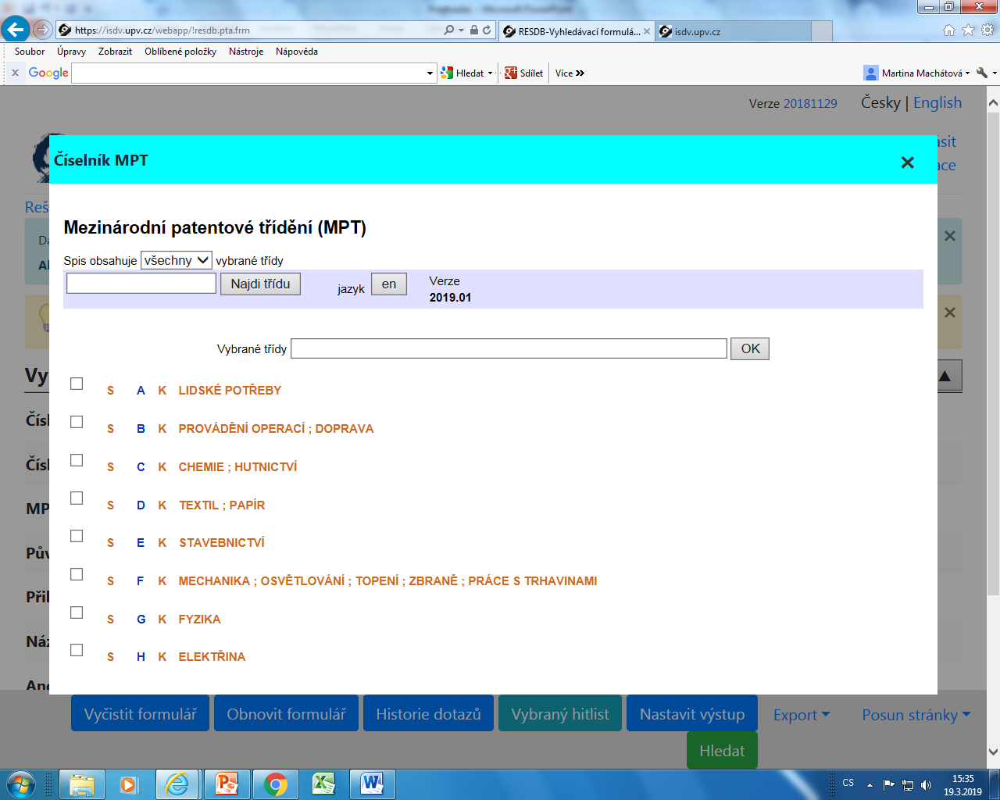 https://isdv.upv.cz/webapp/!resdb.pta.frm
RESDB-Vyhledávací formulá...
isdv.upv.cz
Soubor Úpravy Zobrazit Oblíbené položky Nástroje Nápověda
x Google Hledat Sdílet Více Martina Machátová
Verze 20181129 Česky | English
Číselník MPT
Mezinárodní patentové třídění (MPT)
Spis obsahuje všechny vybrané třídy
Najdi třídu jazyk en Verze
2019.01
Vybrané třídy OK
S A K LIDSKÉ POTŘEBY
S B K PROVÁDĚNÍ OPERACÍ ; DOPRAVA
S C K CHEMIE ; HUTNICTVÍ
S D K TEXTIL ; PAPÍR
S E K STAVEBNICTVÍ
S F K MECHANIKA ; OSVĚTLOVÁNÍ ; TOPENÍ ; ZBRANĚ ; PRÁCE S TRHAVINAMI
S G K FYZIKA
S H K ELEKTŘINA
Vyčistit formulář Obnovit formulář Historie dotazů Vybraný hitlist Nastavit výstup Export Posun stránky
Hledat
CS 15:35
19.3.2019